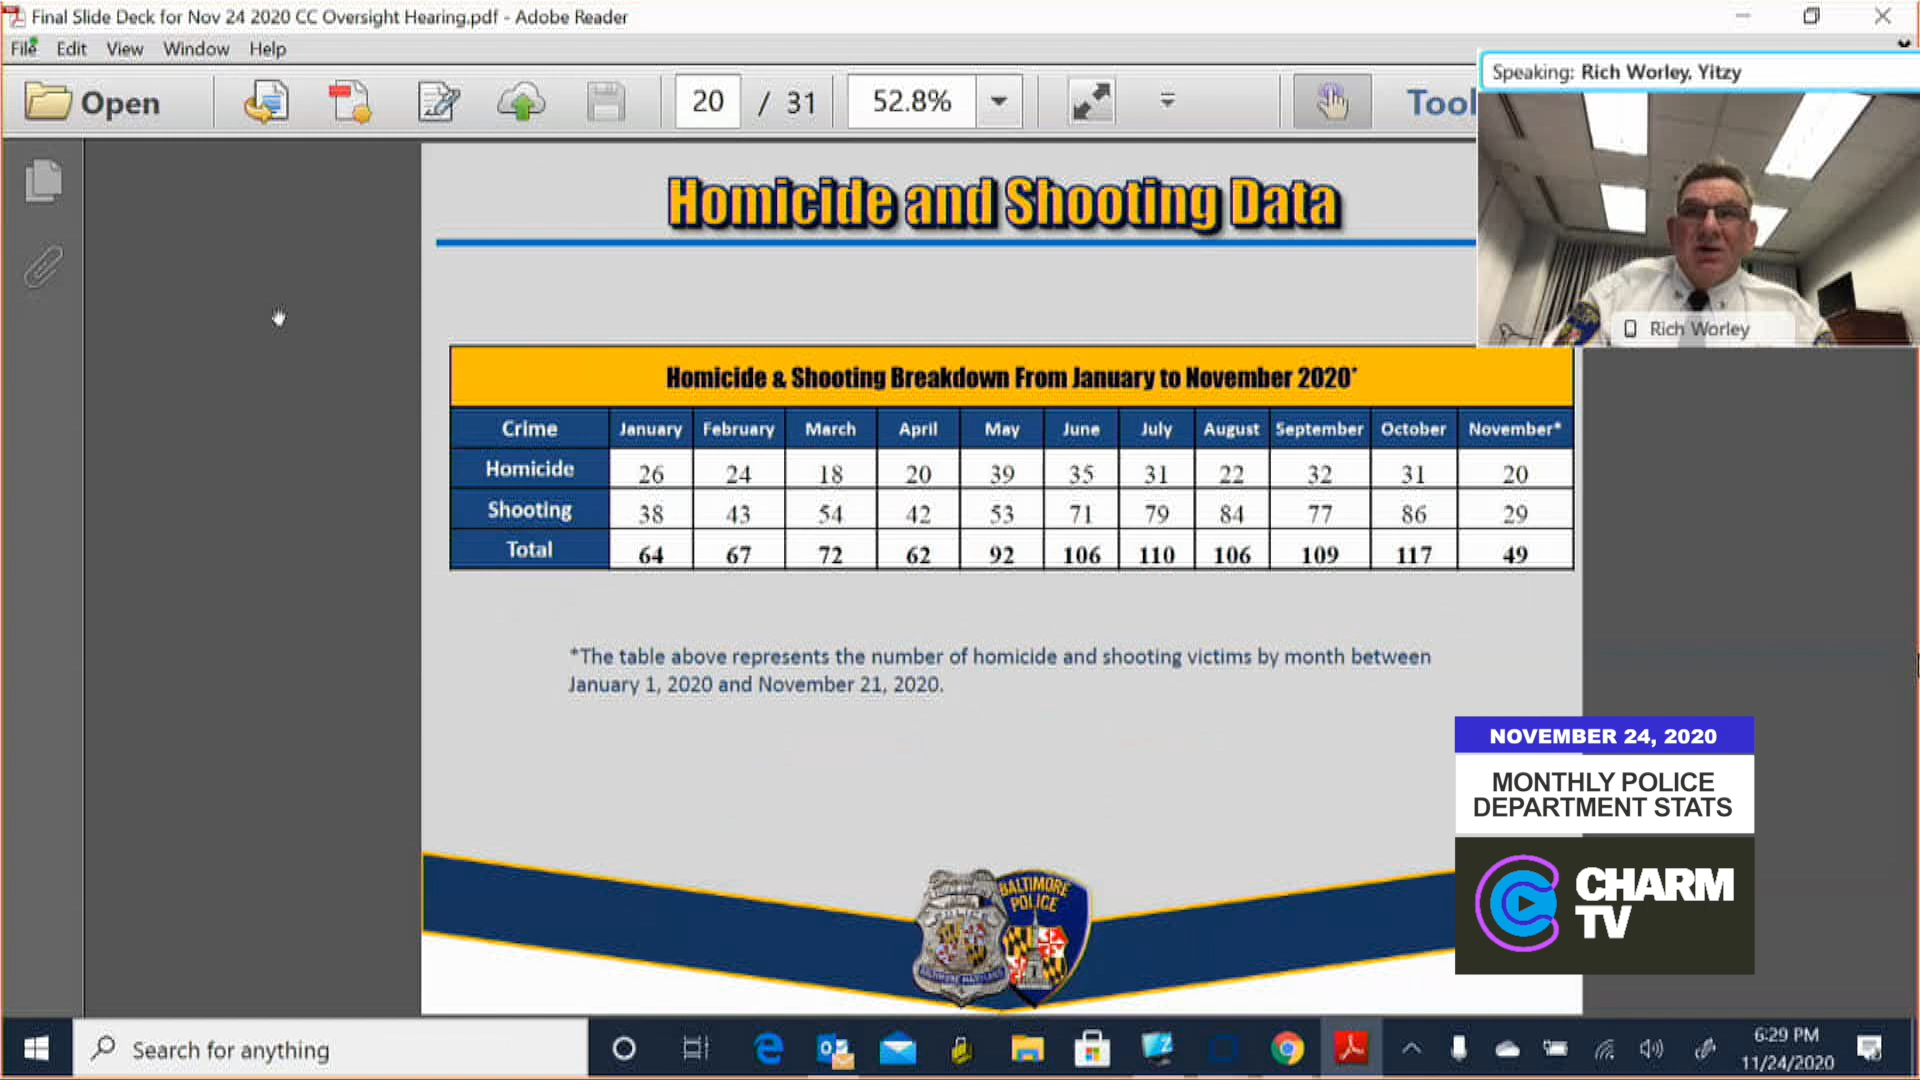 Final Slide Deck for Nov 24 2020 CC Oversight Hearing.pdf - Adobe Reader
File Edit View Window Help
Open 20 / 31 52.8% Tool
Speaking: Rich Worley, Yitzy
Rich Worley
Homicide and Shooting Data
Homicide & Shooting Breakdown From January to November 2020*
Crime January February March April May June July August September October November*
Homicide 26 24 18 20 39 35 31 22 32 31 20
Shooting 38 43 54 42 53 71 79 84 77 86 29
Total 64 67 72 62 92 106 110 106 109 117 49
*The table above represents the number of homicide and shooting victims by month between
January 1, 2020 and November 21, 2020.
NOVEMBER 24, 2020
MONTHLY POLICE
DEPARTMENT STATS
CHARM
TV
BALTIMORE
POLICE
Search for anything
6:29 PM
11/24/2020